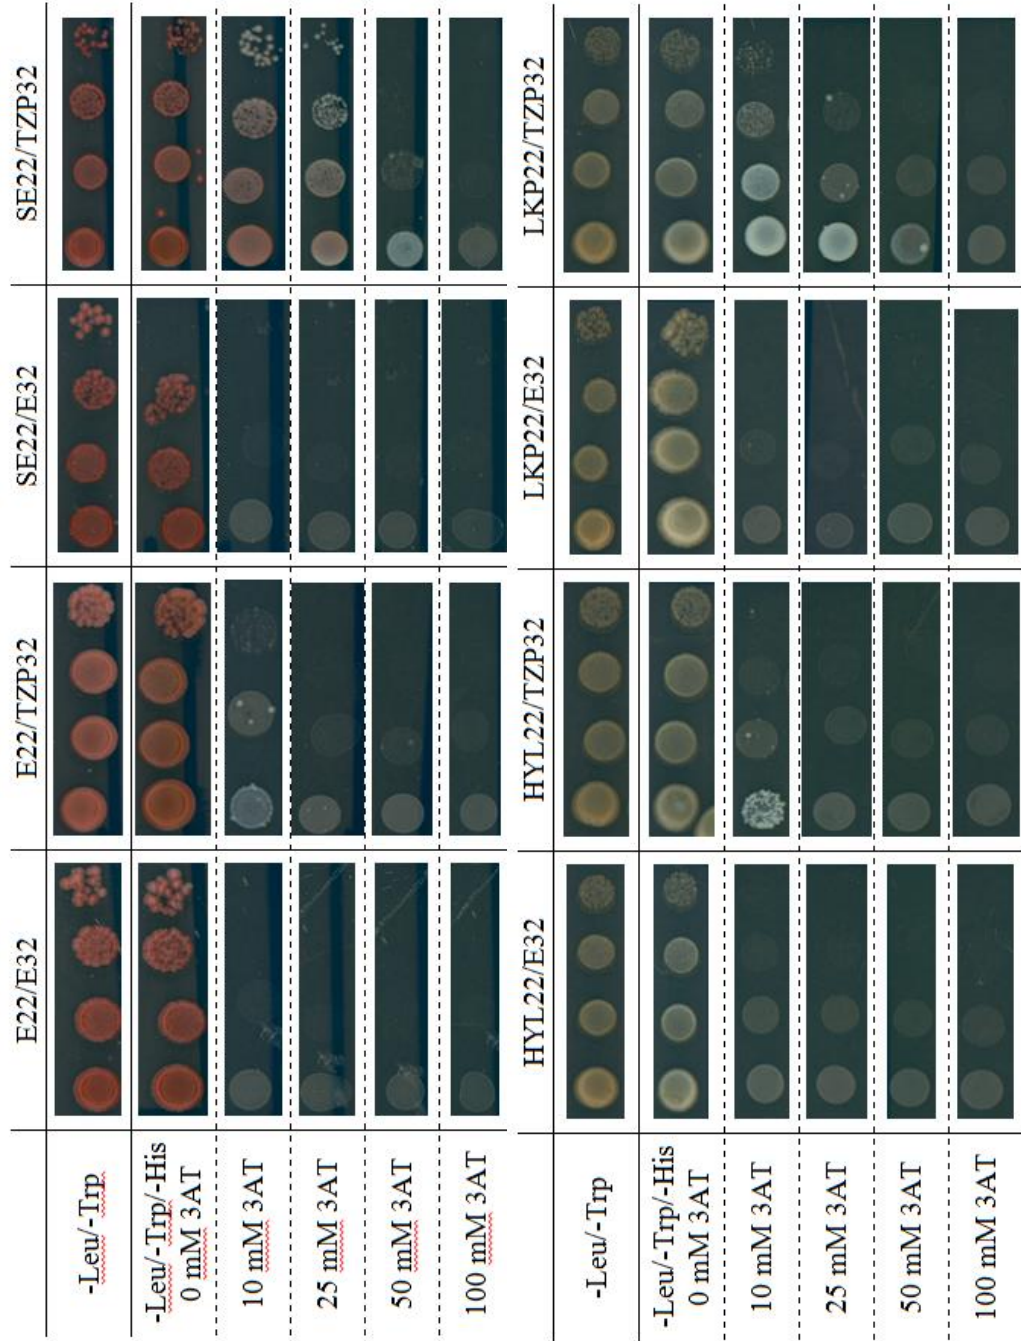 E22/E32
E22/TZP32
SE22/E32
SE22/TZP32
-Leu/-Trp
-Leu/-Trp/-His
0 mM 3AT
10 mM 3AT
25 mM 3AT
50 mM 3AT
100 mM 3AT
HYL22/E32
HYL22/TZP32
LKP22/E32
LKP22/TZP32
-Leu/-Trp
-Leu/-Trp/-His
0 mM 3AT
10 mM 3AT
25 mM 3AT
50 mM 3AT
100 mM 3AT